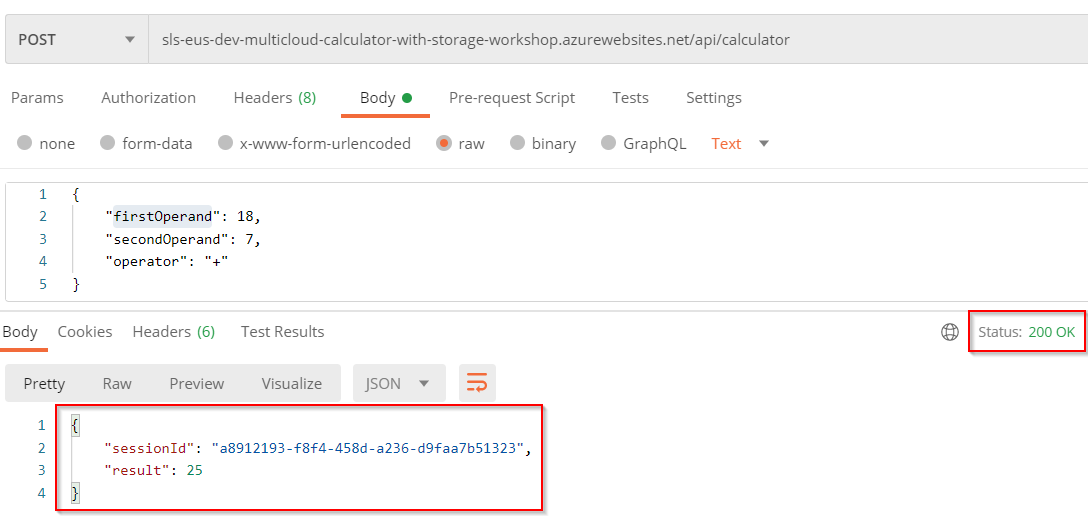 POST sls-eus-dev-multicloud-calculator-with-storage-workshop.azurewebsites.net/api/calculator
Params Authorization Headers (8) Body Pre-request Script Tests Settings
none form-data x-www-form-urlencoded raw binary GraphQL Text
1 {
2 "firstOperand": 18,
3 "secondOperand": 7,
4 "operator": "+"
5 }
Body Cookies Headers (6) Test Results Status: 200 OK
Pretty Raw Preview Visualize JSON
1 {
2 "sessionId": "a8912193-f8f4-458d-a236-d9faa7b51323",
3 "result": 25
4 }